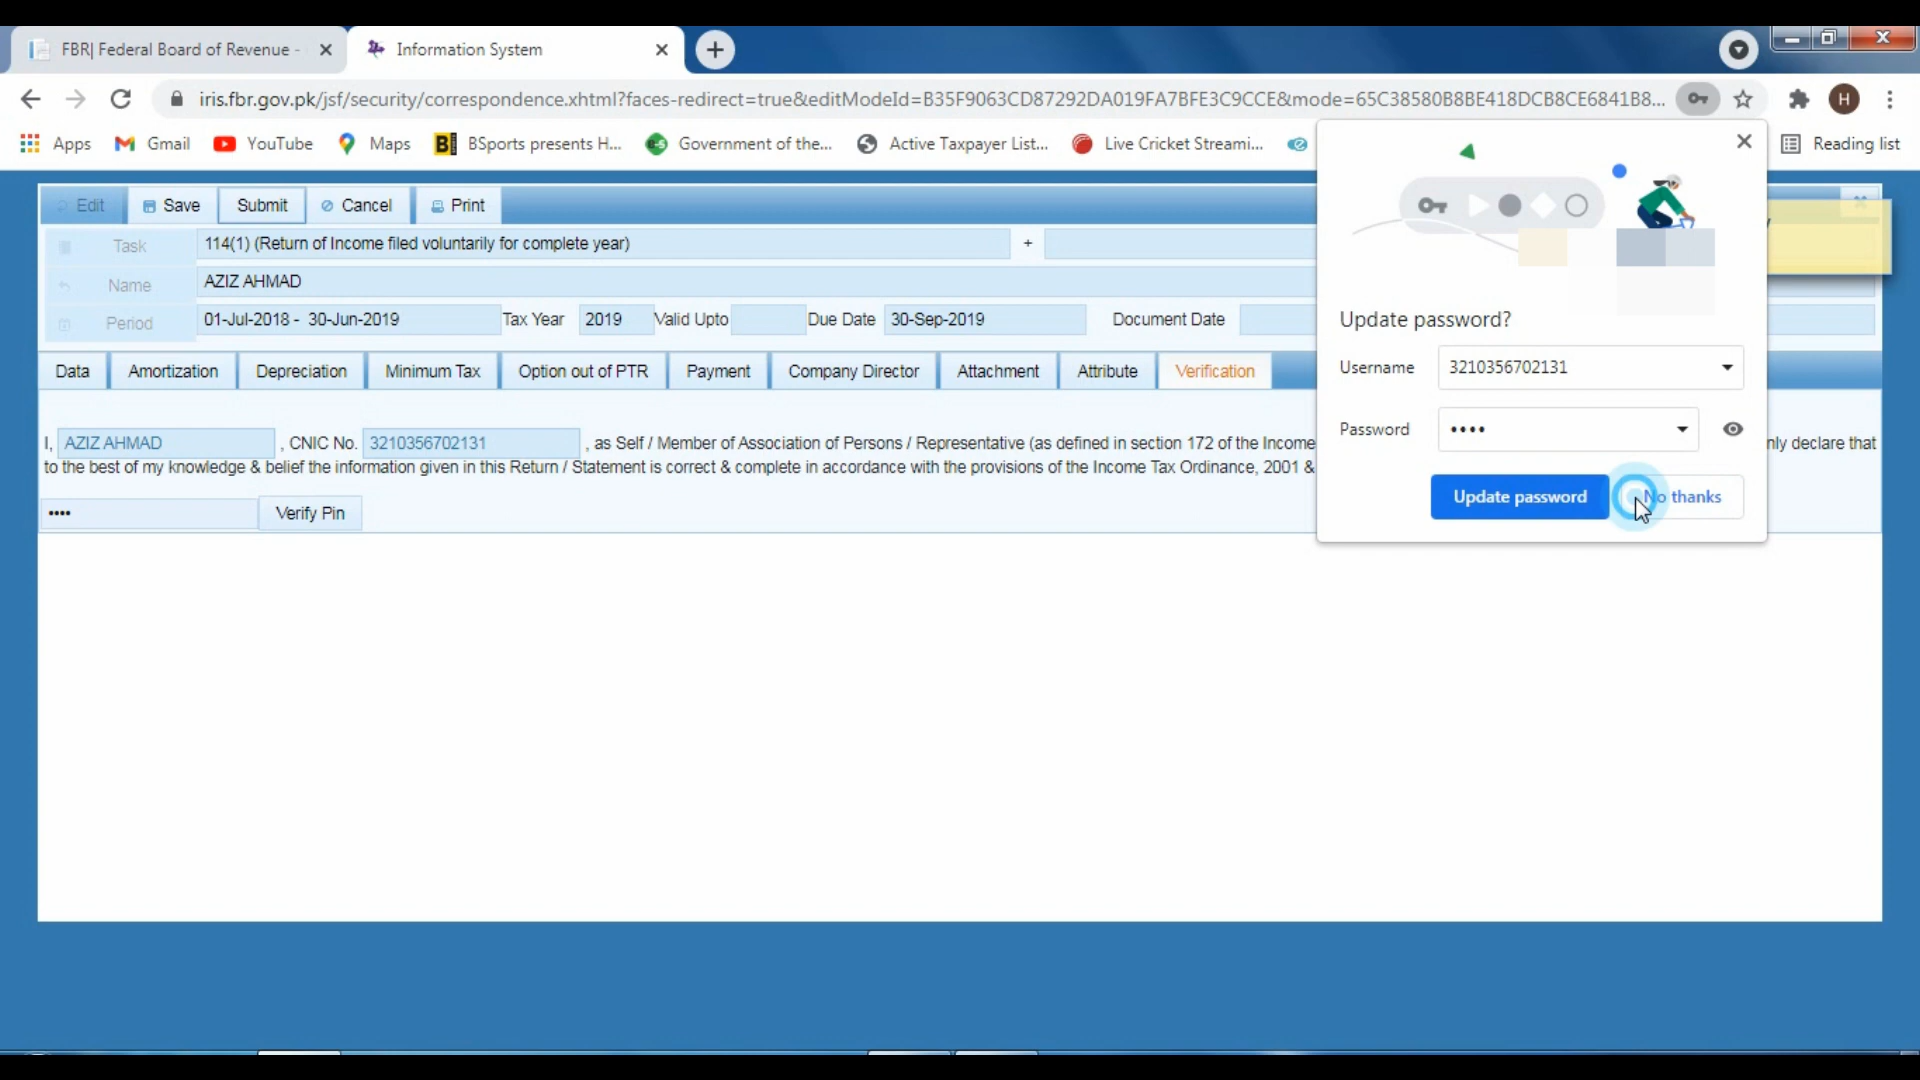 FBR| Federal Board of Revenue -
Information System
iris.fbr.gov.pk/jsf/security/correspondence.xhtml?faces-redirect=true&editModeId=B35F9063CD87292DA019FA7BFE3C9CCE&mode=65C38580B8BE418DCB8CE6841B8...
H
Apps Gmail YouTube Maps BSports presents H... Government of the... Active Taxpayer List... Live Cricket Streami... Reading list
Edit Save Submit Cancel Print
Task 114(1) (Return of Income filed voluntarily for complete year) +
Name AZIZ AHMAD
Period 01-Jul-2018 - 30-Jun-2019 Tax Year 2019 Valid Upto Due Date 30-Sep-2019 Document Date
Data Amortization Depreciation Minimum Tax Option out of PTR Payment Company Director Attachment Attribute Verification
I, AZIZ AHMAD , CNIC No. 3210356702131 , as Self / Member of Association of Persons / Representative (as defined in section 172 of the Income declare that
to the best of my knowledge & belief the information given in this Return / Statement is correct & complete in accordance with the provisions of the Income Tax Ordinance, 2001 &
•••• Verify Pin
Update password?
Username 3210356702131
Password ••••
Update password No thanks